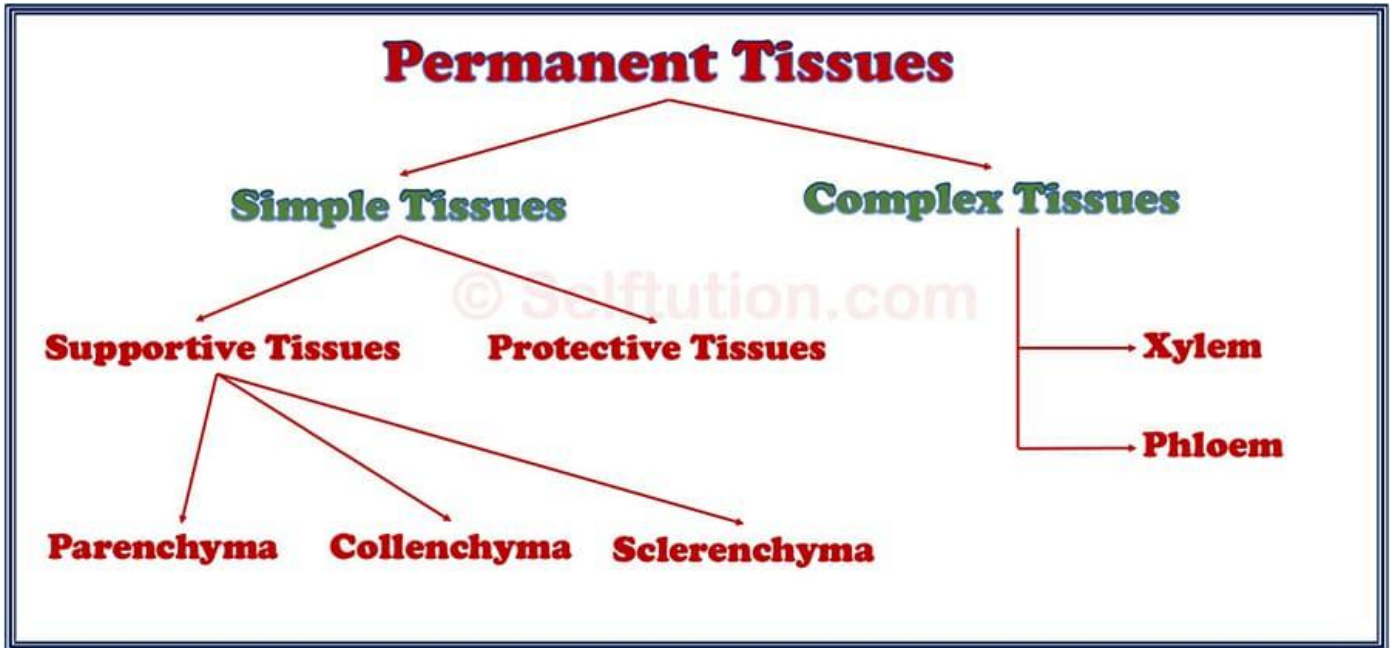 Permanent Tissues
Simple Tissues
Complex Tissues
© Selftution.com
Supportive Tissues
Protective Tissues
Xylem
Phloem
Parenchyma
Collenchyma
Sclerenchyma